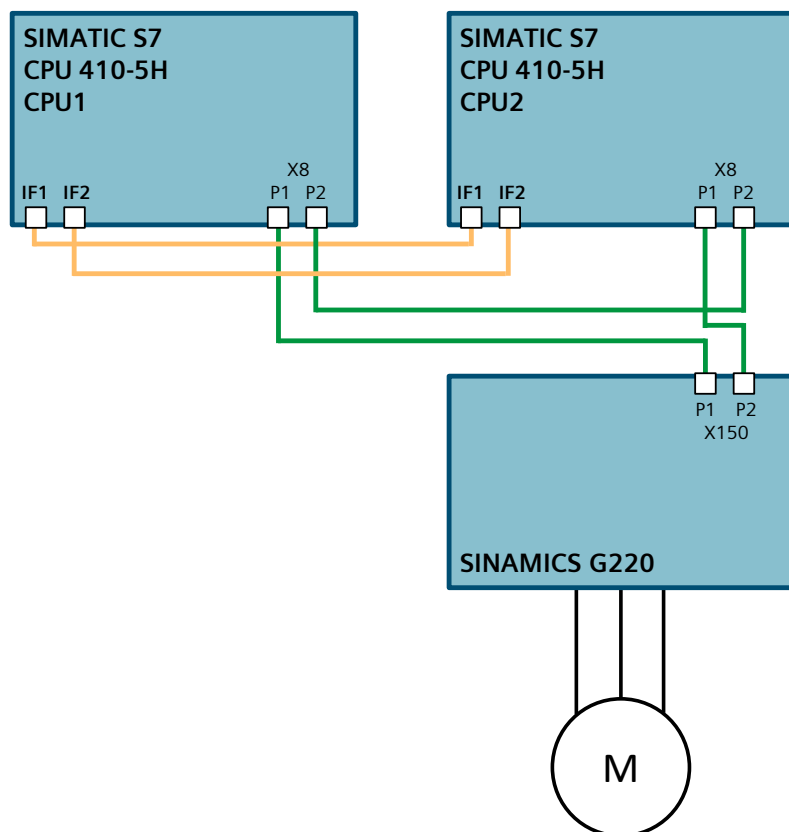 SIMATIC S7
CPU 410-5H
CPU1
X8
IF1 IF2 P1 P2
SIMATIC S7
CPU 410-5H
CPU2
X8
IF1 IF2 P1 P2
P1 P2
X150
SINAMICS G220
M